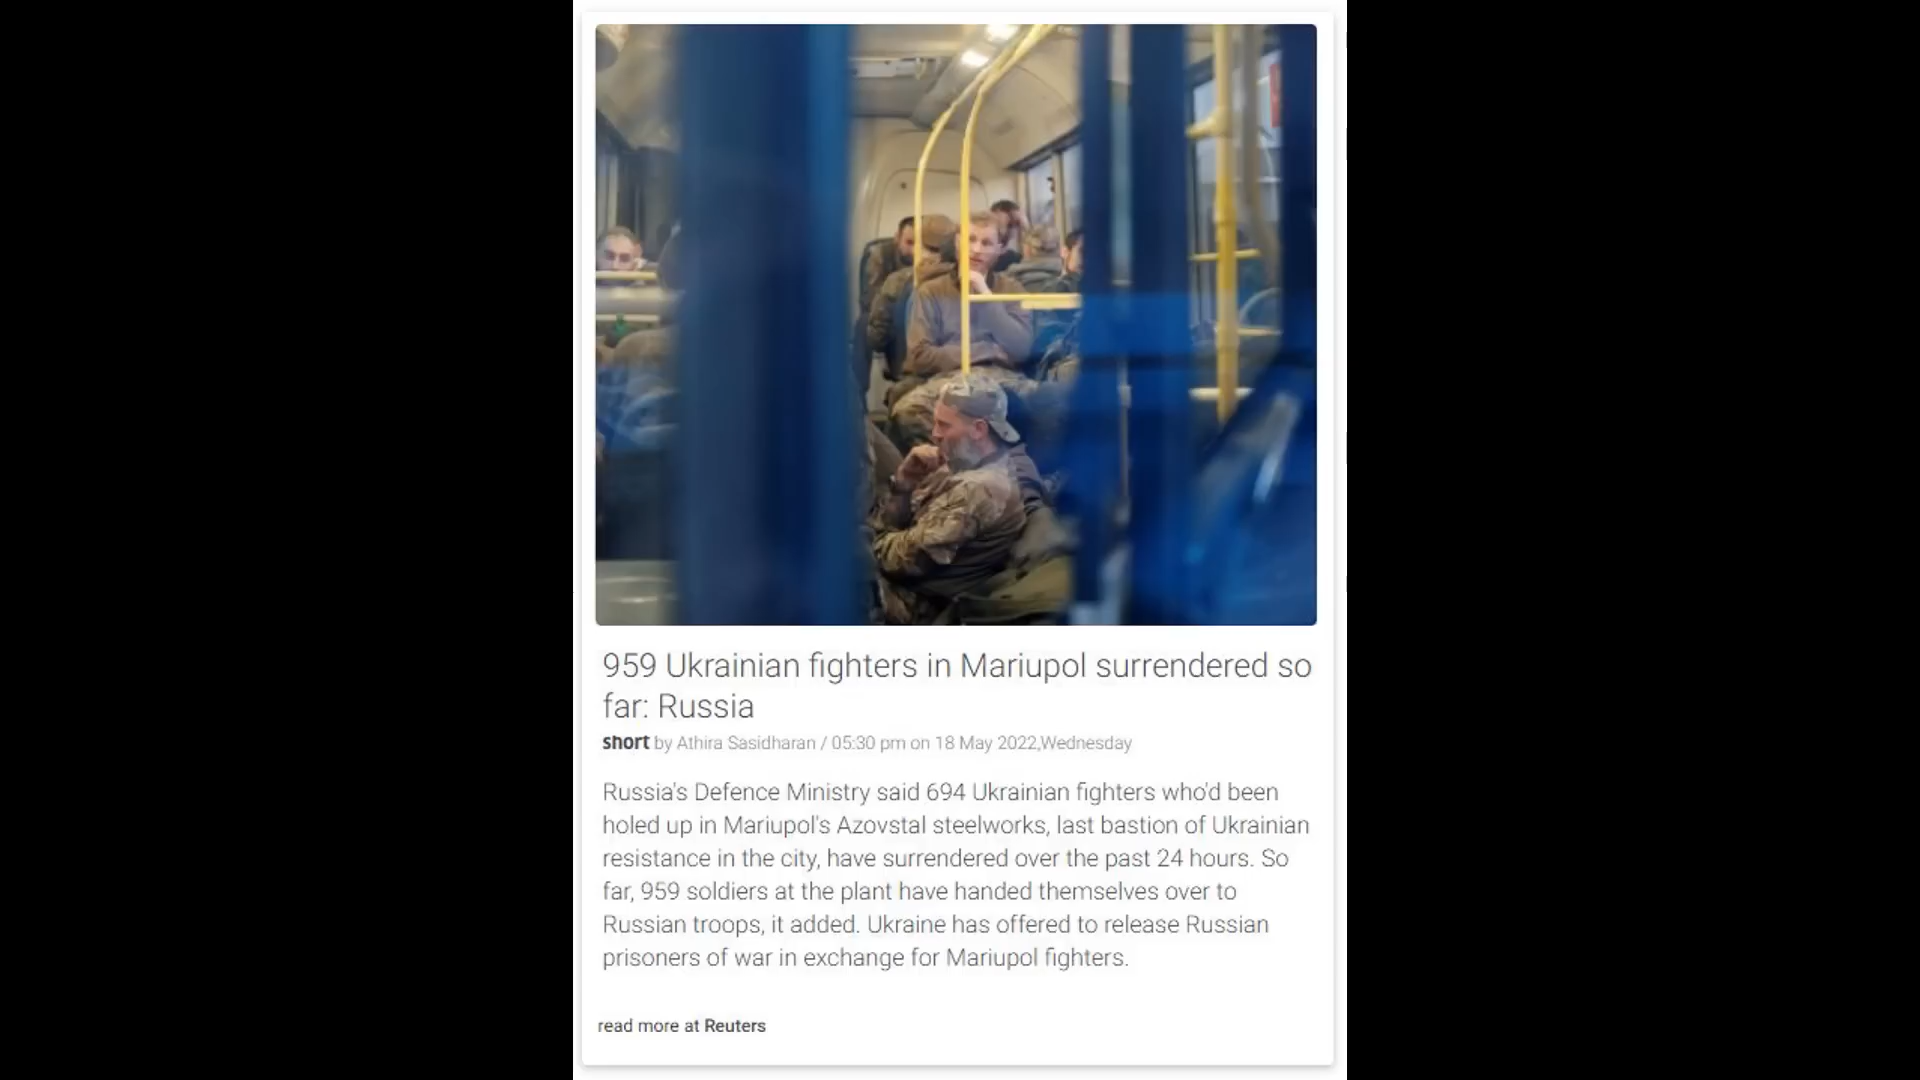 959 Ukrainian fighters in Mariupol surrendered so
far: Russia
short by Athira Sasidharan / 05:30 pm on 18 May 2022,Wednesday
Russia's Defence Ministry said 694 Ukrainian fighters who'd been
holed up in Mariupol's Azovstal steelworks, last bastion of Ukrainian
resistance in the city, have surrendered over the past 24 hours. So
far, 959 soldiers at the plant have handed themselves over to
Russian troops, it added. Ukraine has offered to release Russian
prisoners of war in exchange for Mariupol fighters.
read more at Reuters